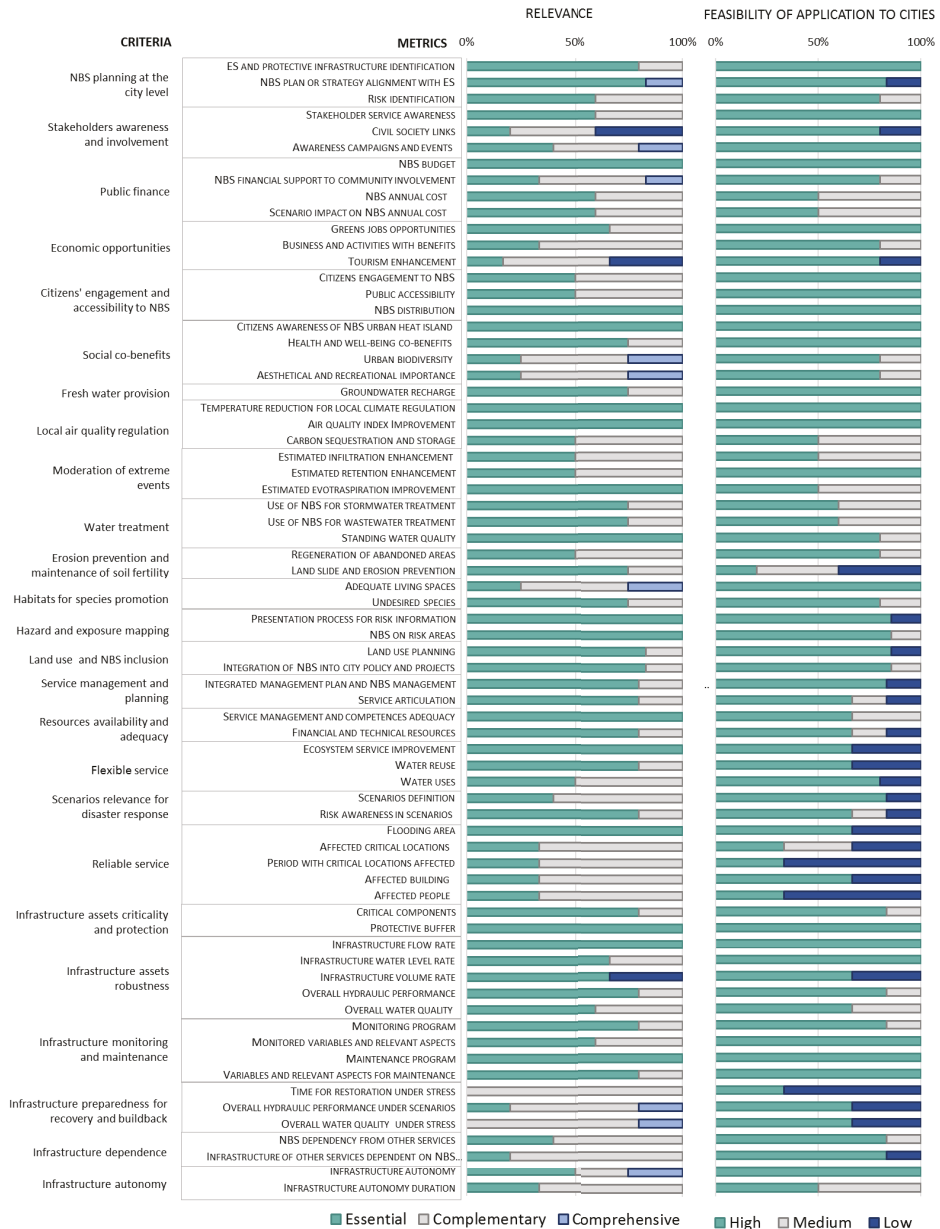 RELEVANCE
FEASIBILITY OF APPLICATION TO CITIES
CRITERIA
METRICS
0%
50%
100%
0%
50%
100%
NBS planning at the
city level
ES AND PROTECTIVE INFRASTRUCTURE IDENTIFICATION
NBS PLAN OR STRATEGY ALIGNMENT WITH ES
RISK IDENTIFICATION
Stakeholders awareness
and involvement
STAKEHOLDER SERVICE AWARENESS
CIVIL SOCIETY LINKS
AWARENESS CAMPAIGNS AND EVENTS
Public finance
NBS BUDGET
NBS FINANCIAL SUPPORT TO COMMUNITY INVOLVEMENT
NBS ANNUAL COST
SCENARIO IMPACT ON NBS ANNUAL COST
Economic opportunities
GREENS JOBS OPPORTUNITIES
BUSINESS AND ACTIVITIES WITH BENEFITS
TOURISM ENHANCEMENT
Citizens' engagement and
accessibility to NBS
CITIZENS ENGAGEMENT TO NBS
PUBLIC ACCESSIBILITY
NBS DISTRIBUTION
Social co-benefits
CITIZENS AWARENESS OF NBS URBAN HEAT ISLAND
HEALTH AND WELL-BEING CO-BENEFITS
URBAN BIODIVERSITY
AESTHETICAL AND RECREATIONAL IMPORTANCE
Fresh water provision
GROUNDWATER RECHARGE
Local air quality regulation
TEMPERATURE REDUCTION FOR LOCAL CLIMATE REGULATION
AIR QUALITY INDEX IMPROVEMENT
CARBON SEQUESTRATION AND STORAGE
Moderation of extreme
events
ESTIMATED INFILTRATION ENHANCEMENT
ESTIMATED RETENTION ENHANCEMENT
ESTIMATED EVOTRASPIRATION IMPROVEMENT
Water treatment
USE OF NBS FOR STORMWATER TREATMENT
USE OF NBS FOR WASTEWATER TREATMENT
STANDING WATER QUALITY
Erosion prevention and
maintenance of soil fertility
REGENERATION OF ABANDONED AREAS
LAND SLIDE AND EROSION PREVENTION
Habitats for species promotion
ADEQUATE LIVING SPACES
UNDESIRED SPECIES
Hazard and exposure mapping
PRESENTATION PROCESS FOR RISK INFORMATION
NBS ON RISK AREAS
Land use and NBS inclusion
LAND USE PLANNING
INTEGRATION OF NBS INTO CITY POLICY AND PROJECTS
Service management and
planning
INTEGRATED MANAGEMENT PLAN AND NBS MANAGEMENT
..
SERVICE ARTICULATION
Resources availability and
adequacy
SERVICE MANAGEMENT AND COMPETENCES ADEQUACY
FINANCIAL AND TECHNICAL RESOURCES
Flexible service
ECOSYSTEM SERVICE IMPROVEMENT
WATER REUSE
WATER USES
Scenarios relevance for
disaster response
SCENARIOS DEFINITION
RISK AWARENESS IN SCENARIOS
Reliable service
FLOODING AREA
AFFECTED CRITICAL LOCATIONS
PERIOD WITH CRITICAL LOCATIONS AFFECTED
AFFECTED BUILDING
AFFECTED PEOPLE
Infrastructure assets criticality
and protection
CRITICAL COMPONENTS
PROTECTIVE BUFFER
Infrastructure assets
robustness
INFRASTRUCTURE FLOW RATE
INFRASTRUCTURE WATER LEVEL RATE
INFRASTRUCTURE VOLUME RATE
OVERALL HYDRAULIC PERFORMANCE
OVERALL WATER QUALITY
Infrastructure monitoring
and maintenance
MONITORING PROGRAM
MONITORED VARIABLES AND RELEVANT ASPECTS
MAINTENANCE PROGRAM
VARIABLES AND RELEVANT ASPECTS FOR MAINTENANCE
Infrastructure preparedness for
recovery and buildback
TIME FOR RESTORATION UNDER STRESS
OVERALL HYDRAULIC PERFORMANCE UNDER SCENARIOS
OVERALL WATER QUALITY UNDER STRESS
Infrastructure dependence
NBS DEPENDENCY FROM OTHER SERVICES
INFRASTRUCTURE OF OTHER SERVICES DEPENDENT ON NBS...
Infrastructure autonomy
INFRASTRUCTURE AUTONOMY
INFRASTRUCTURE AUTONOMY DURATION
Essential
Complementary
Comprehensive
High
Medium
Low